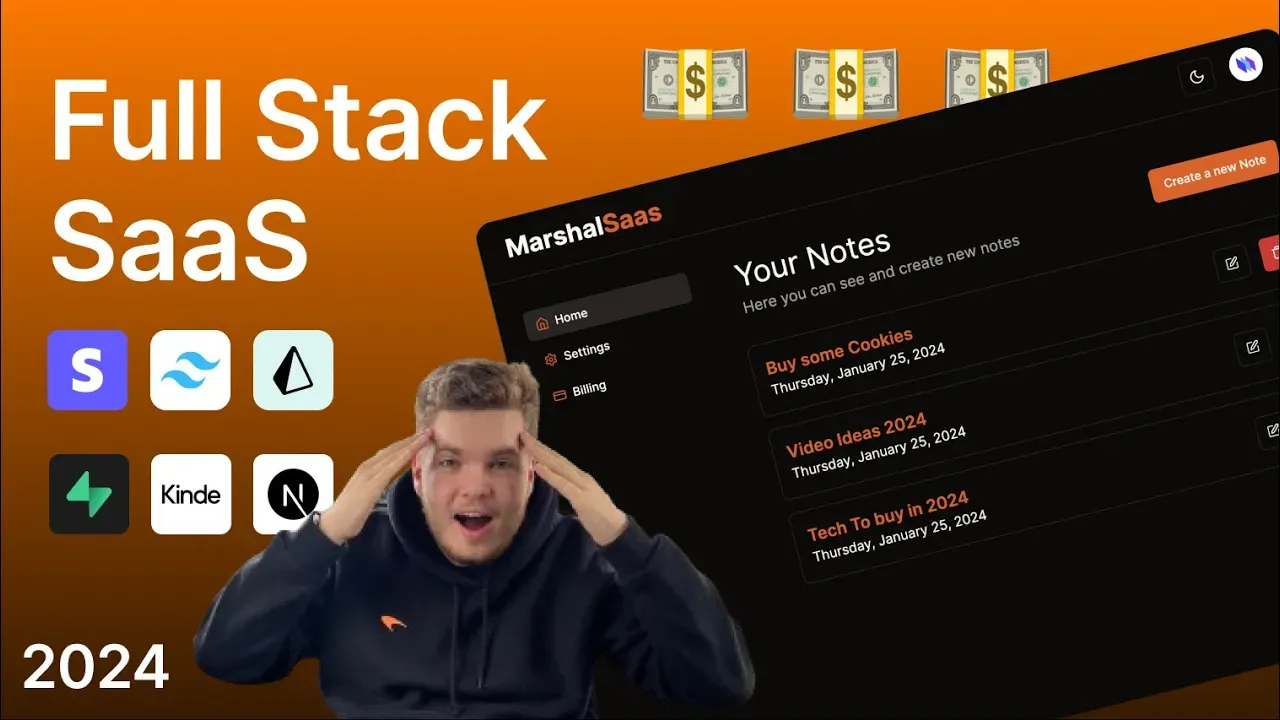 Full Stack
SaaS
S
Kinde
N
2024
$
$
$
MarshalSaas
Home
Settings
Billing
Create a new Note
Your Notes
Here you can see and create new notes
Buy some Cookies
Thursday, January 25, 2024
Video Ideas 2024
Thursday, January 25, 2024
Tech To buy in 2024
Thursday, January 25, 2024